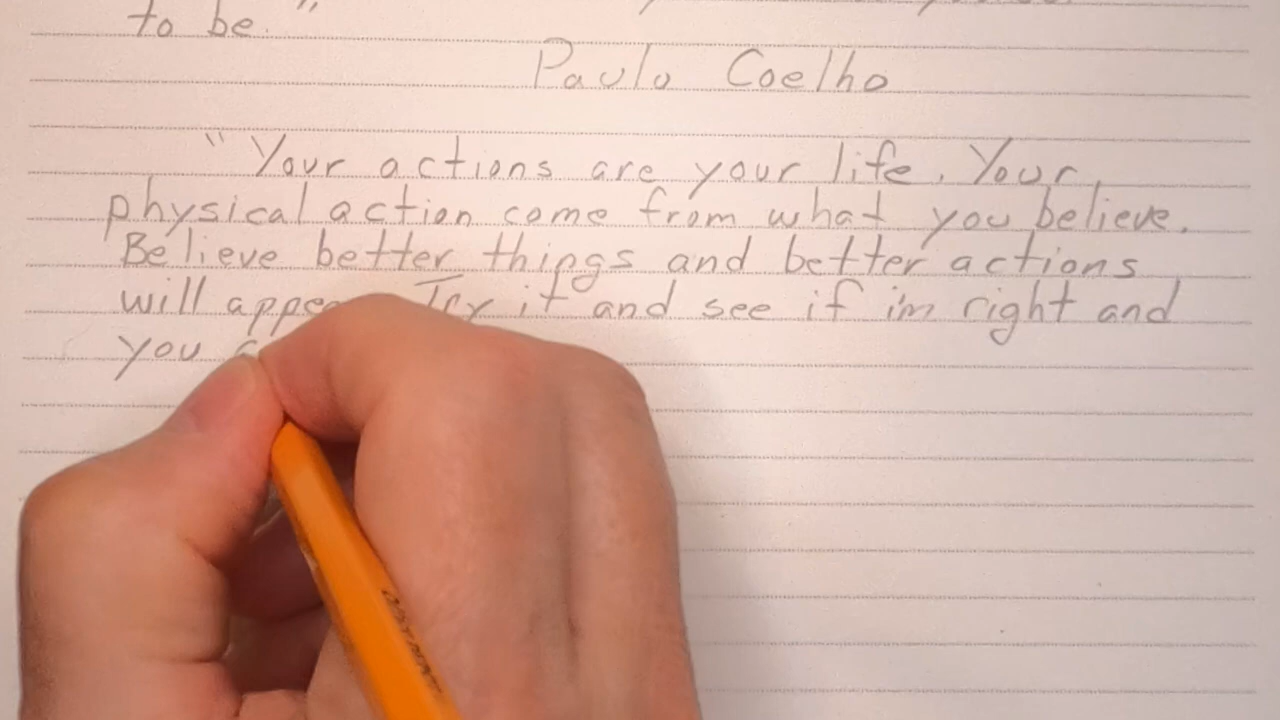 to be."
Paulo Coelho
"Your actions are your life. Your
physical action come from what you believe.
Believe better things and better actions
will Try it and see if im right and
you